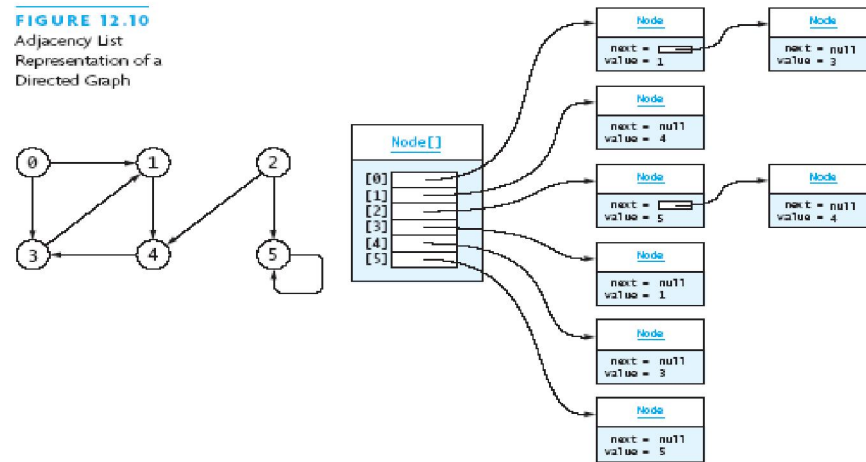 FIGURE 12.10
Adjacency List
Representation of a
Directed Graph
0
1
2
3
4
5
Node[]
[0]
[1]
[2]
[3]
[4]
[5]
Node
next =
value = 1
Node
next = null
value = 3
Node
next = null
value = 4
Node
next =
value = 5
Node
next = null
value = 4
Node
next = null
value = 1
Node
next = null
value = 3
Node
next = null
value = 5